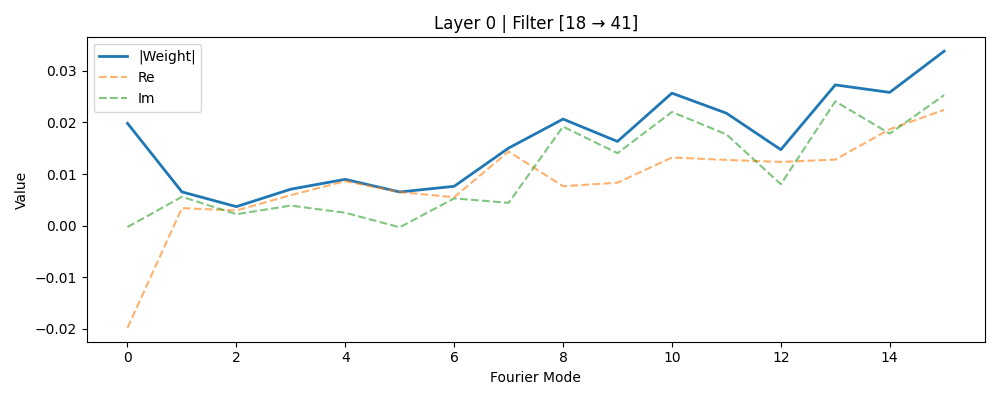 Layer 0 | Filter [18 → 41]
|Weight|
Re
Im
0.03
0.02
0.01
0.00
−0.01
−0.02
Value
0 2 4 6 8 10 12 14
Fourier Mode